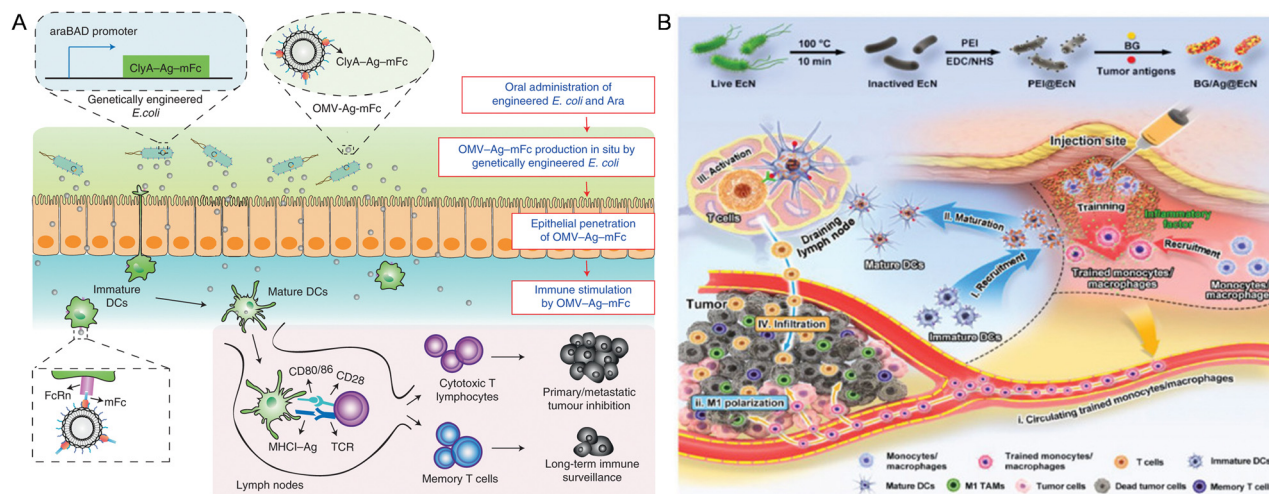 A
araBAD promoter
ClyA–Ag–mFc
Genetically engineered
E.coli
ClyA–Ag–mFc
OMV-Ag-mFc
Oral administration of
engineered E. coli and Ara
OMV–Ag–mFc production in situ by
genetically engineered E. coli
Epithelial penetration
of OMV–Ag–mFc
Immune stimulation
by OMV–Ag–mFc
Immature
DCs
Mature DCs
FcRn
mFc
CD80/86
CD28
MHCI–Ag
TCR
Lymph nodes
Cytotoxic T
lymphocytes
Primary/metastatic
tumour inhibition
Memory T cells
Long-term immune
surveillance
B
Live EcN
100 °C
10 min
Inactived EcN
PEI
EDC/NHS
PEI@EcN
BG
Tumor antigens
BG/Ag@EcN
Injection site
III. Activation
T cells
Draining
lymph node
Mature DCs
II. Maturation
I. Recruitment
Immature DCs
Trainning
Inflammatory
factor
Recruitment
Trained monocytes/
macrophages
Monocytes/
macrophages
Tumor
IV. Infiltration
ii. M1 polarization
i. Circulating trained monocytes/macrophages
Monocytes/
macrophages
Trained monocytes/
macrophages
T cells
Immature DCs
Mature DCs
M1 TAMs
Tumor cells
Dead tumor cells
Memory T cell